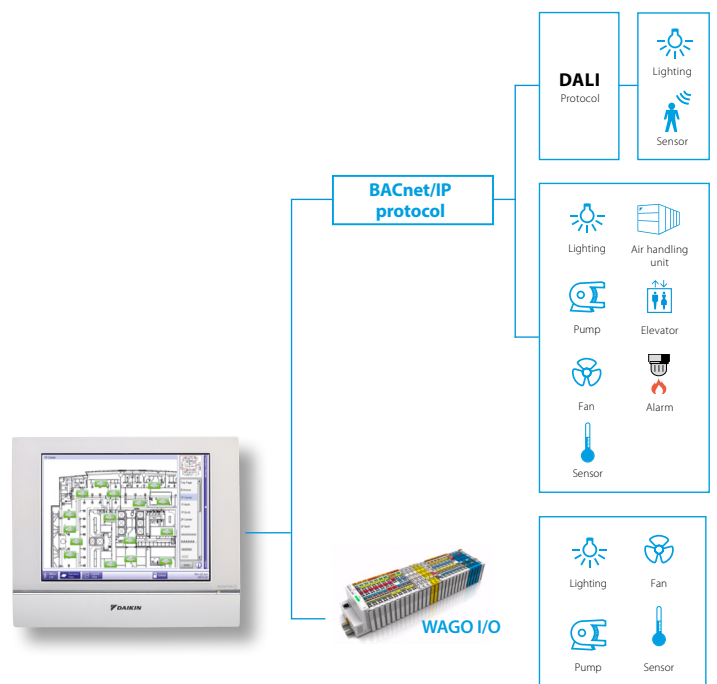 DALI
Protocol
Lighting
Sensor
BACnet/IP
protocol
Lighting
Air handling
unit
Pump
Elevator
Fan
Alarm
Sensor
DAIKIN
WAGO I/O
Lighting
Fan
Pump
Sensor